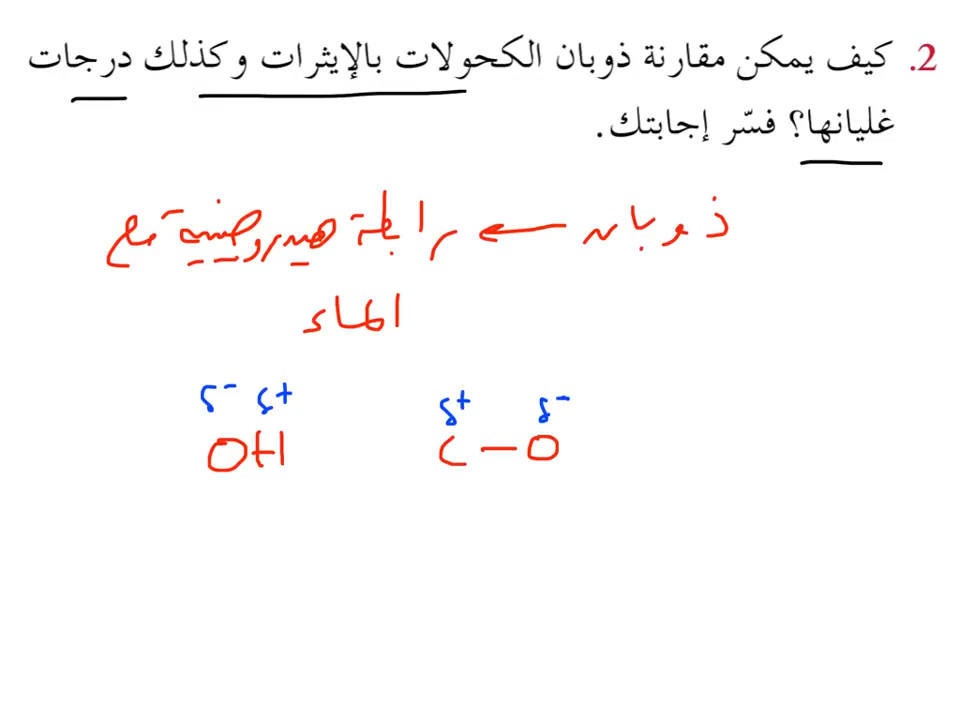 2. كيف يمكن مقارنة ذوبان الكحولات بالإيثرات وكذلك درجات
غليانها؟ فسّر إجابتك.
ذوبان ← رابطة هيدروجينية مع
الماء
δ- δ+ δ+ δ-
OH C - O